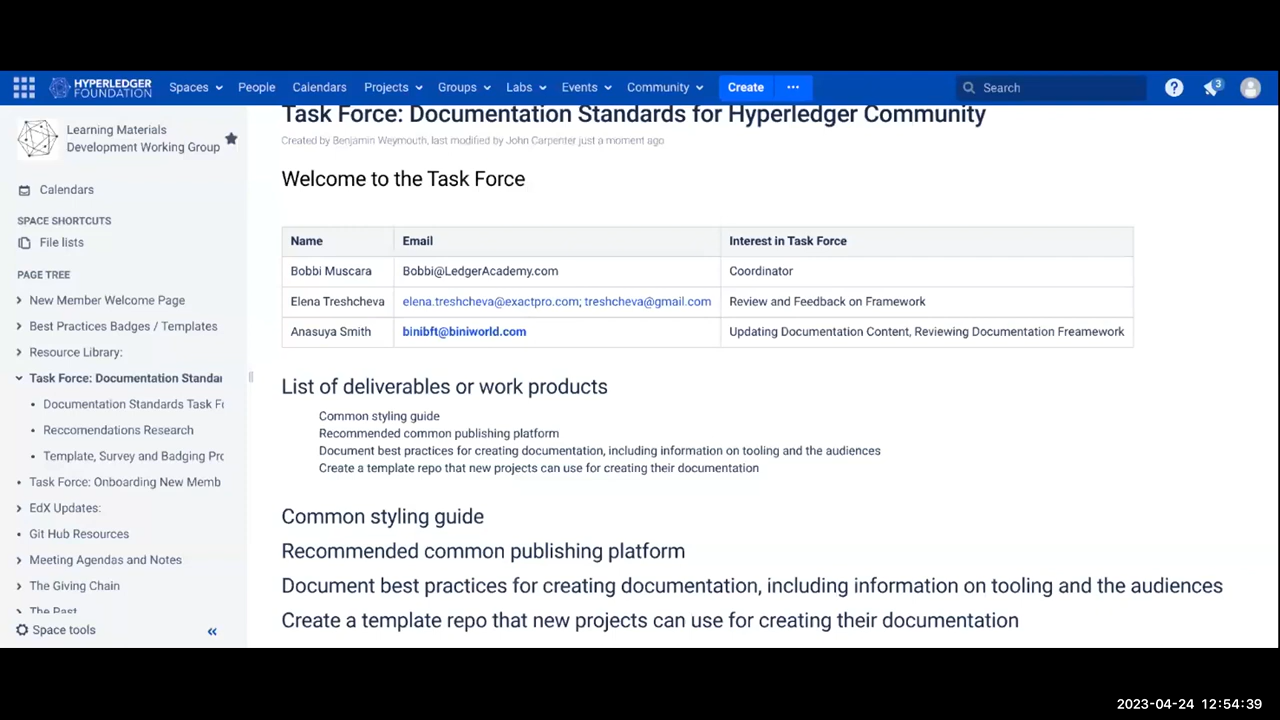 HYPERLEDGER
FOUNDATION
Spaces
People
Calendars
Projects
Groups
Labs
Events
Community
Create
Search
3
Learning Materials
Development Working Group
Calendars
SPACE SHORTCUTS
File lists
PAGE TREE
New Member Welcome Page
Best Practices Badges / Templates
Resource Library:
Task Force: Documentation Standar
Documentation Standards Task Fo
Reccomendations Research
Template, Survey and Badging Pro
Task Force: Onboarding New Memb
EdX Updates:
Git Hub Resources
Meeting Agendas and Notes
The Giving Chain
The Past
Space tools
Task Force: Documentation Standards for Hyperledger Community
Created by Benjamin Weymouth, last modified by John Carpenter just a moment ago
Welcome to the Task Force
Name Email Interest in Task Force
Bobbi Muscara Bobbi@LedgerAcademy.com Coordinator
Elena Treshcheva elena.treshcheva@exactpro.com; treshcheva@gmail.com Review and Feedback on Framework
Anasuya Smith binibft@biniworld.com Updating Documentation Content, Reviewing Documentation Freamework
List of deliverables or work products
Common styling guide
Recommended common publishing platform
Document best practices for creating documentation, including information on tooling and the audiences
Create a template repo that new projects can use for creating their documentation
Common styling guide
Recommended common publishing platform
Document best practices for creating documentation, including information on tooling and the audiences
Create a template repo that new projects can use for creating their documentation
2023-04-24 12:54:39